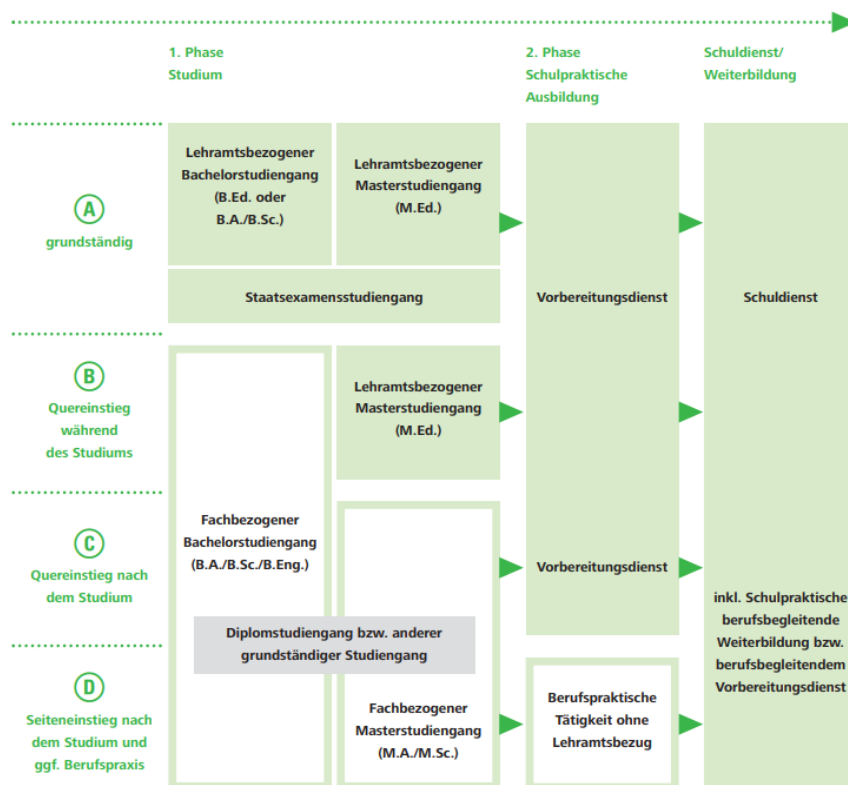 1. Phase
Studium
2. Phase
Schulpraktische
Ausbildung
Schuldienst/
Weiterbildung
A
grundständig
Lehramtsbezogener
Bachelorstudiengang
(B.Ed. oder
B.A./B.Sc.)
Lehramtsbezogener
Masterstudiengang
(M.Ed.)
Staatsexamensstudiengang
Vorbereitungsdienst
Schuldienst
B
Quereinstieg
während
des Studiums
Lehramtsbezogener
Masterstudiengang
(M.Ed.)
C
Quereinstieg nach
dem Studium
Fachbezogener
Bachelorstudiengang
(B.A./B.Sc./B.Eng.)
Vorbereitungsdienst
inkl. Schulpraktische
berufsbegleitende
Weiterbildung bzw.
berufsbegleitendem
Vorbereitungsdienst
Diplomstudiengang bzw. anderer
grundständiger Studiengang
D
Seiteneinstieg nach
dem Studium und
ggf. Berufspraxis
Fachbezogener
Masterstudiengang
(M.A./M.Sc.)
Berufspraktische
Tätigkeit ohne
Lehramtsbezug